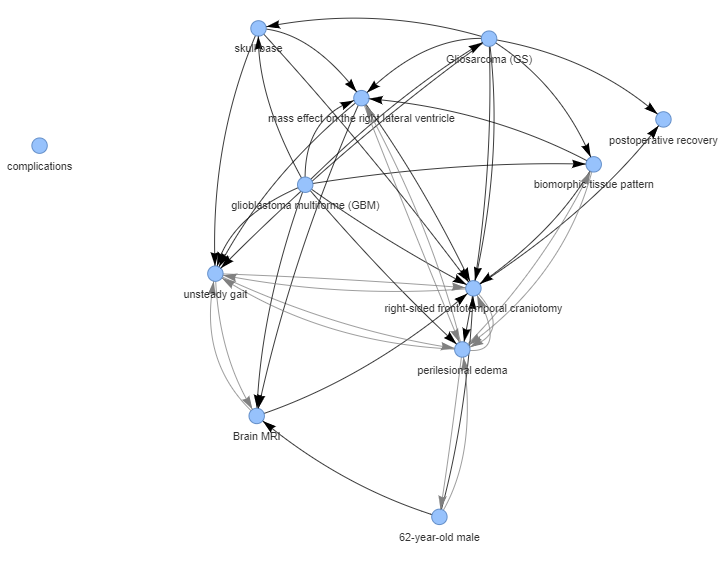 skull base
Gliosarcoma (GS)
mass effect on the right lateral ventricle
postoperative recovery
complications
biomorphic tissue pattern
glioblastoma multiforme (GBM)
unsteady gait
right-sided frontotemporal craniotomy
perilesional edema
Brain MRI
62-year-old male